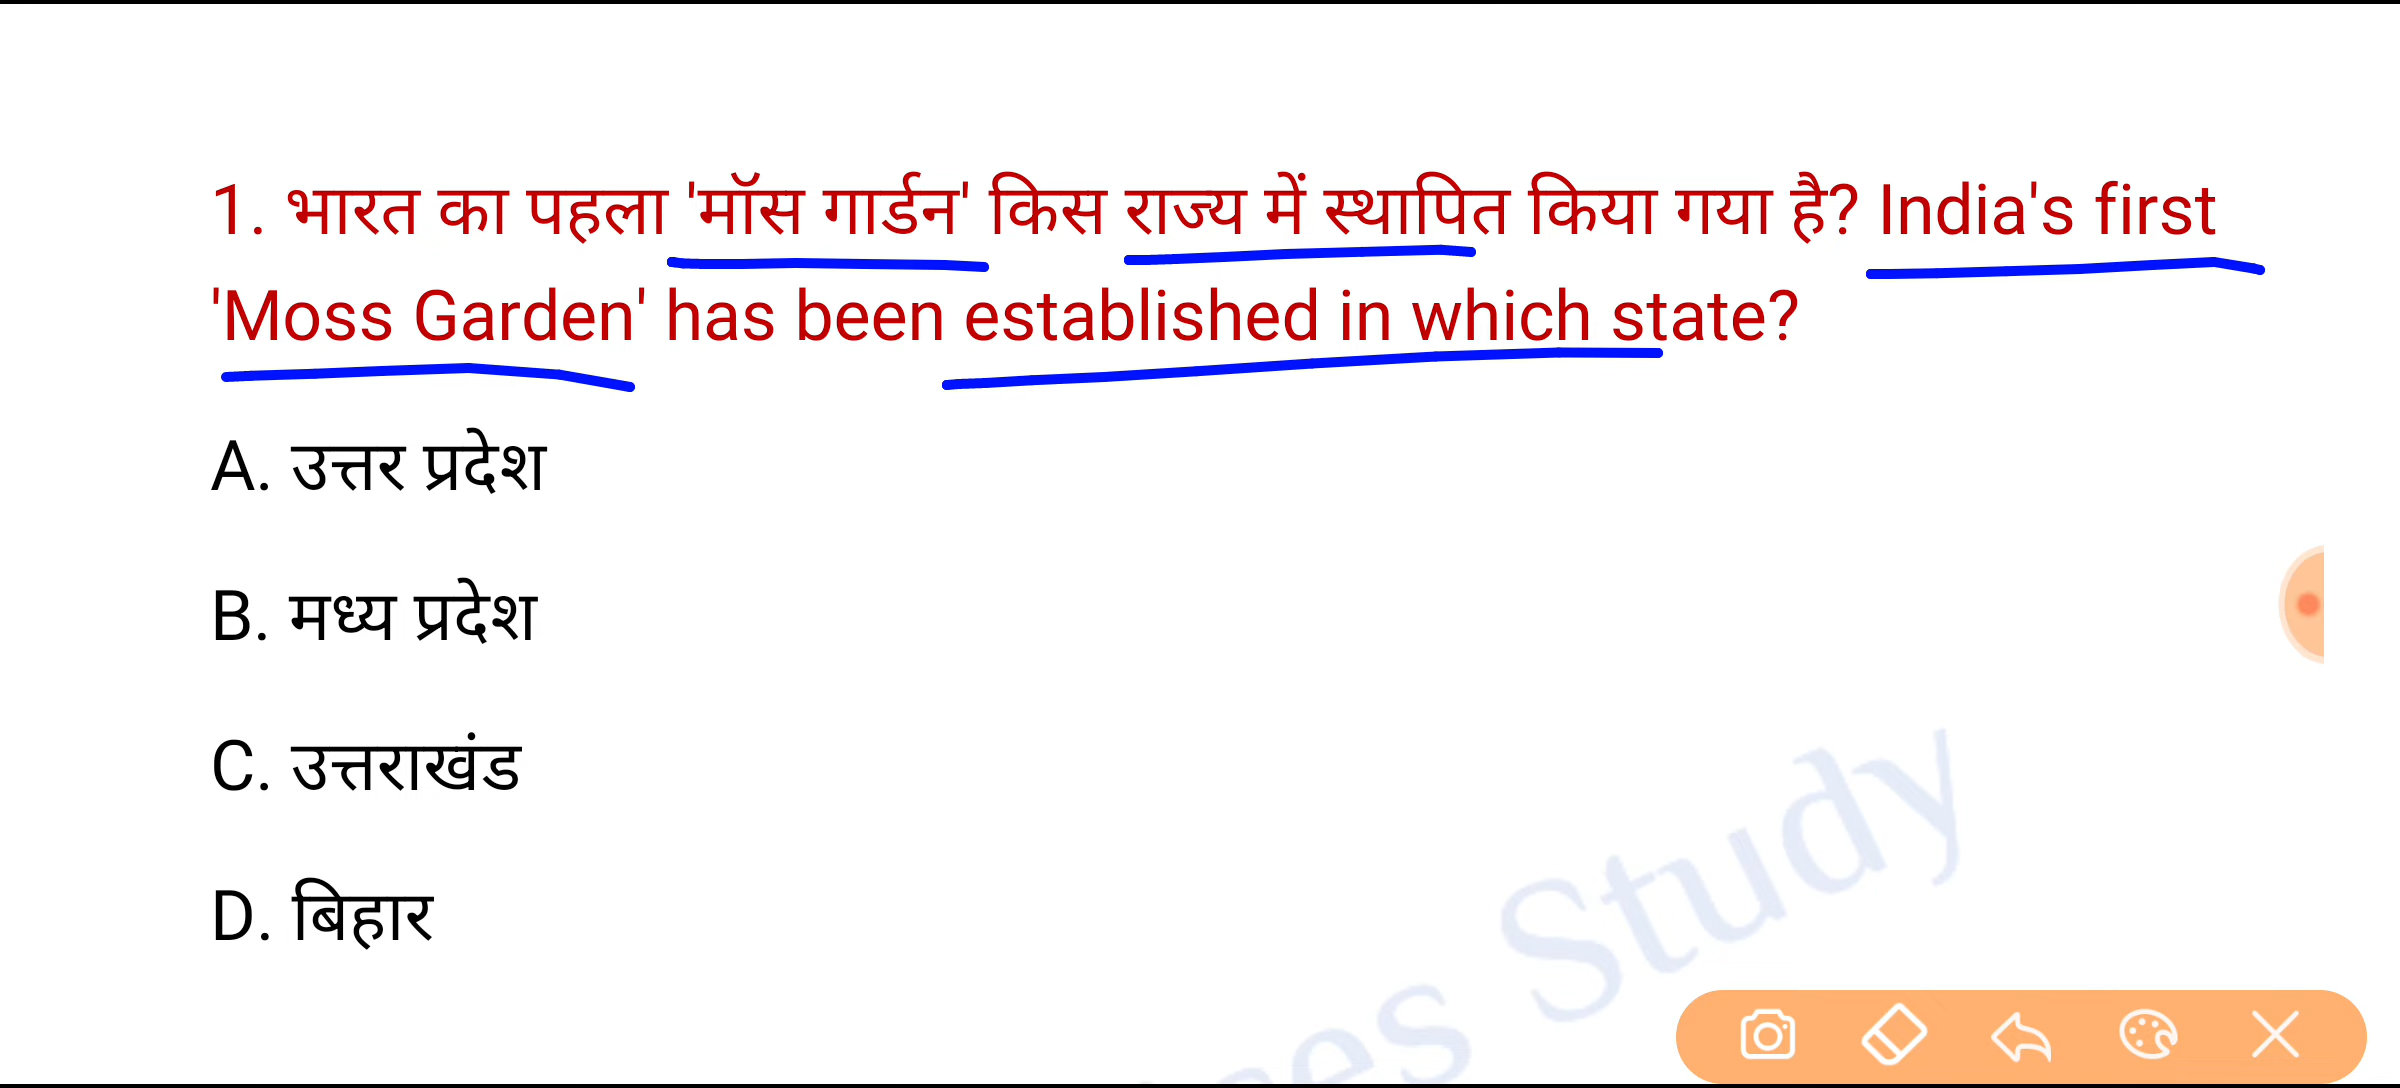 1. भारत का पहला 'मॉस गार्डन' किस राज्य में स्थापित किया गया है? India's first
'Moss Garden' has been established in which state?
A. उत्तर प्रदेश
B. मध्य प्रदेश
C. उत्तराखंड
D. बिहार
Study